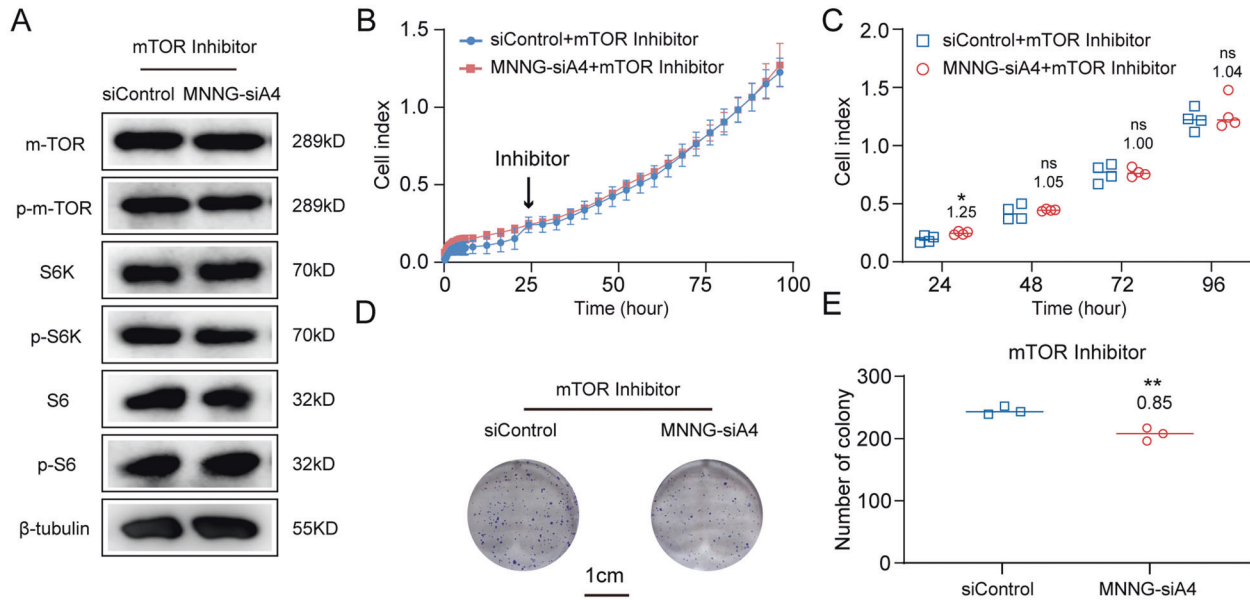 A
mTOR Inhibitor
siControl MNNG-siA4
m-TOR 289kD
p-m-TOR 289kD
S6K 70kD
p-S6K 70kD
S6 32kD
p-S6 32kD
β-tubulin 55KD
B
siControl+mTOR Inhibitor
MNNG-siA4+mTOR Inhibitor
Inhibitor
Cell index
1.5
1.0
0.5
0.0
0 25 50 75 100
Time (hour)
C
siControl+mTOR Inhibitor
MNNG-siA4+mTOR Inhibitor
Cell index
2.0
1.5
1.0
0.5
0.0
*
1.25
ns
1.05
ns
1.00
ns
1.04
24 48 72 96
Time (hour)
D
mTOR Inhibitor
siControl MNNG-siA4
1cm
E
mTOR Inhibitor
Number of colony
300
200
100
0
**
0.85
siControl MNNG-siA4